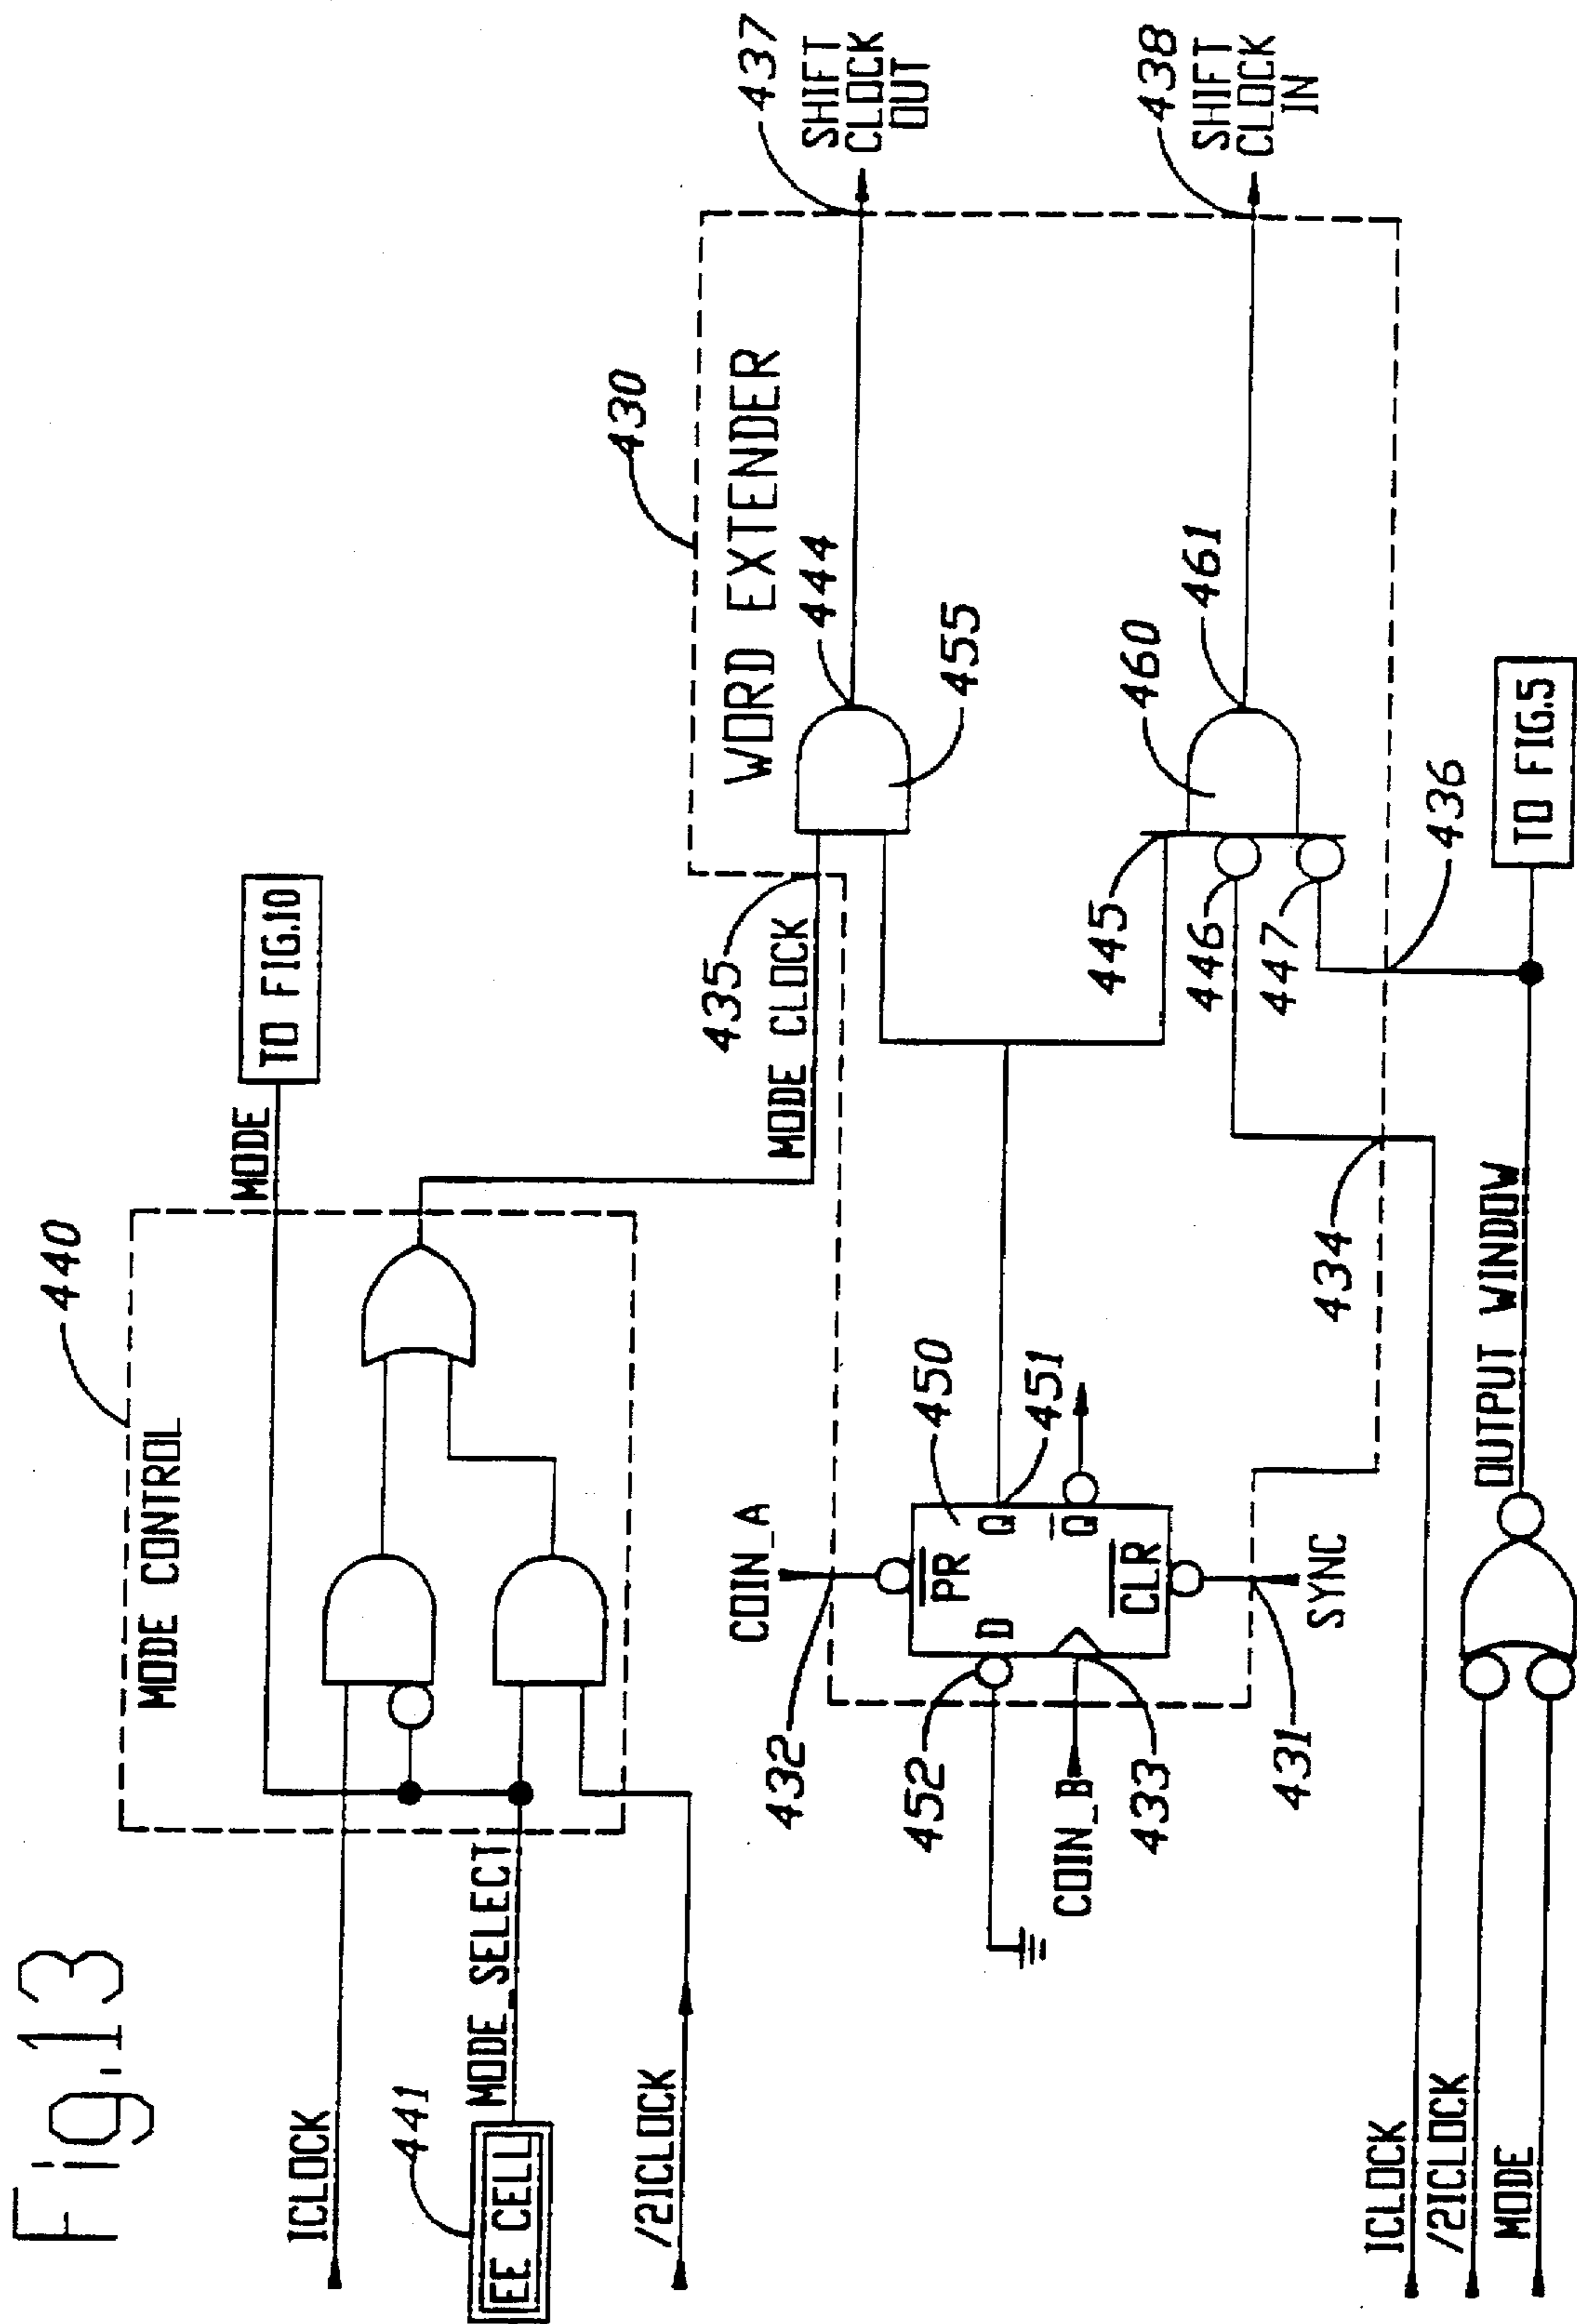 Fig.13
ICLOCK
441
EE CELL
MODE SELECT
/2ICLOCK
MODE CONTROL
440
MODE
TO FIG.10
MODE CLOCK
435
WORD EXTENDER
430
444
455
437
SHIFT
CLOCK
OUT
COIN_A
432
450
PR
D
Q
451
Q
CLR
452
COIN_B
433
431
SYNC
445
446
447
460
461
438
SHIFT
CLOCK
IN
434
436
ICLOCK
/2ICLOCK
MODE
OUTPUT WINDOW
TO FIG.5